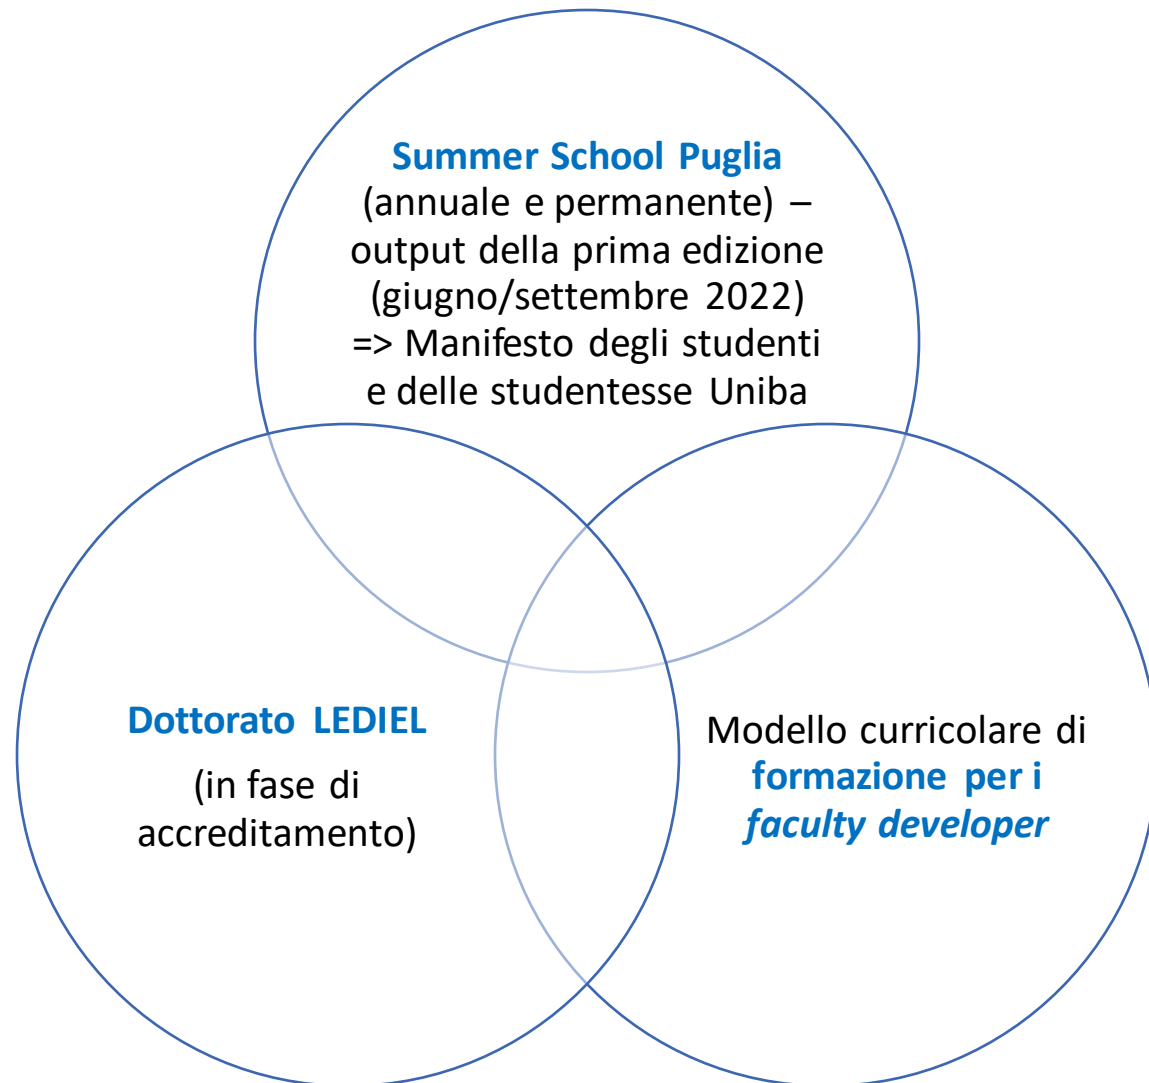 Summer School Puglia
(annuale e permanente) –
output della prima edizione
(giugno/settembre 2022)
=> Manifesto degli studenti
e delle studentesse Uniba
Dottorato LEDIEL
(in fase di
accreditamento)
Modello curricolare di
formazione per i
faculty developer